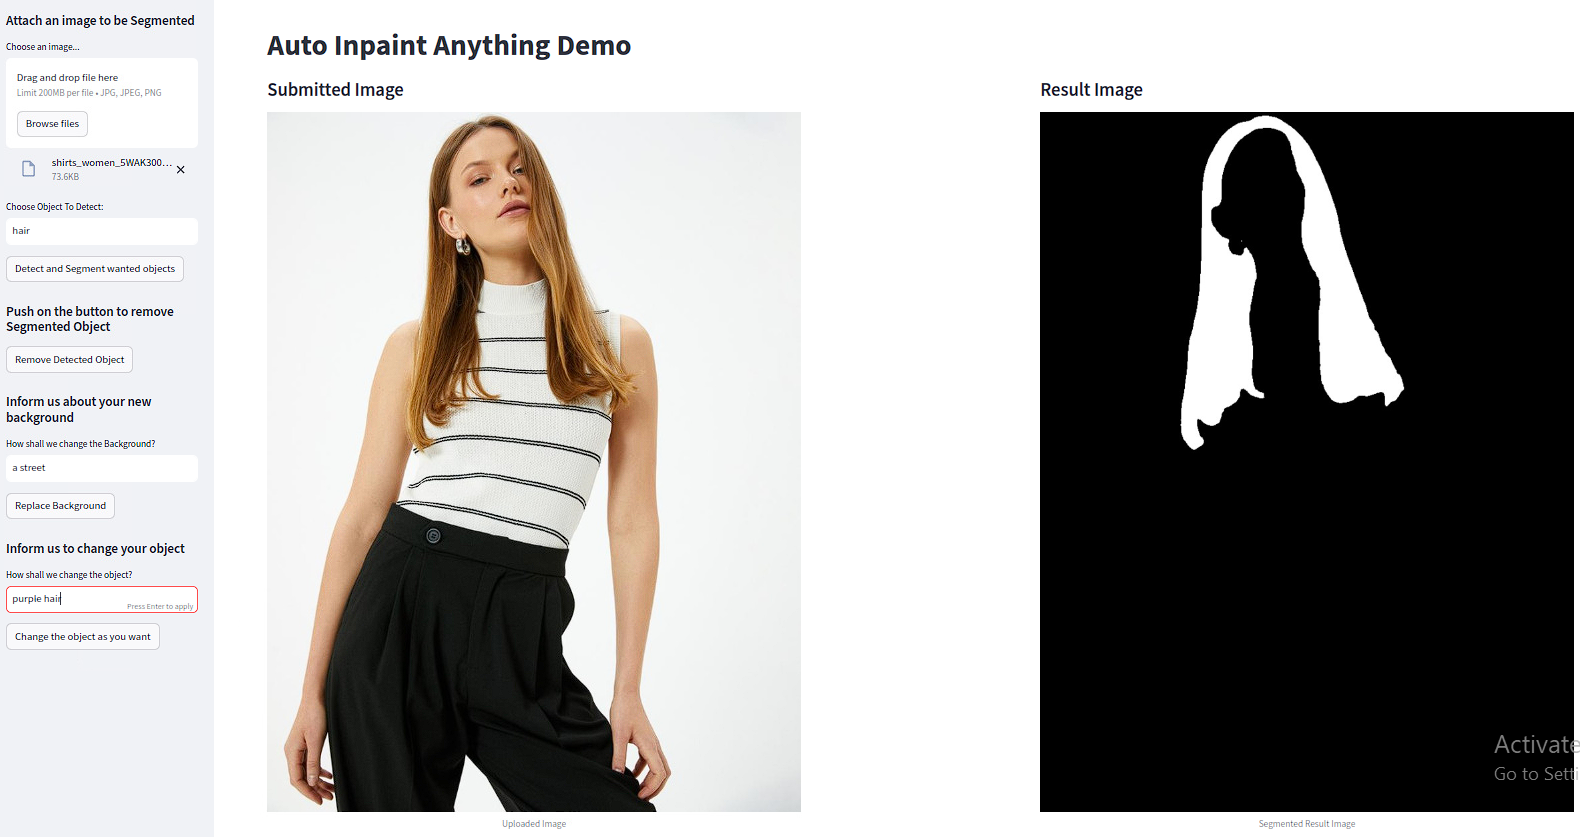 Attach an image to be Segmented
Choose an image...
Drag and drop file here
Limit 200MB per file • JPG, JPEG, PNG
Browse files
shirts_women_5WAK300...
73.6KB
Choose Object To Detect:
hair
Detect and Segment wanted objects
Push on the button to remove
Segmented Object
Remove Detected Object
Inform us about your new
background
How shall we change the Background?
a street
Replace Background
Inform us to change your object
How shall we change the object?
purple hair
Press Enter to apply
Change the object as you want
Auto Inpaint Anything Demo
Submitted Image
Uploaded Image
Result Image
Activate
Go to Setti
Segmented Result Image